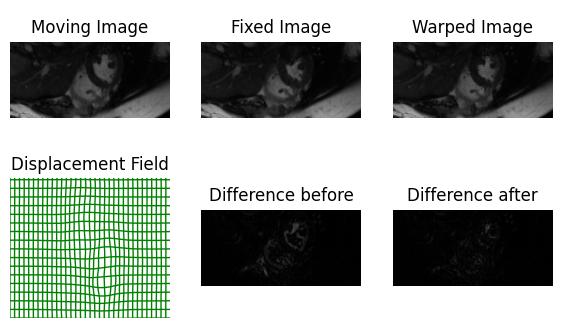 Moving Image
Fixed Image
Warped Image
Displacement Field
Difference before
Difference after